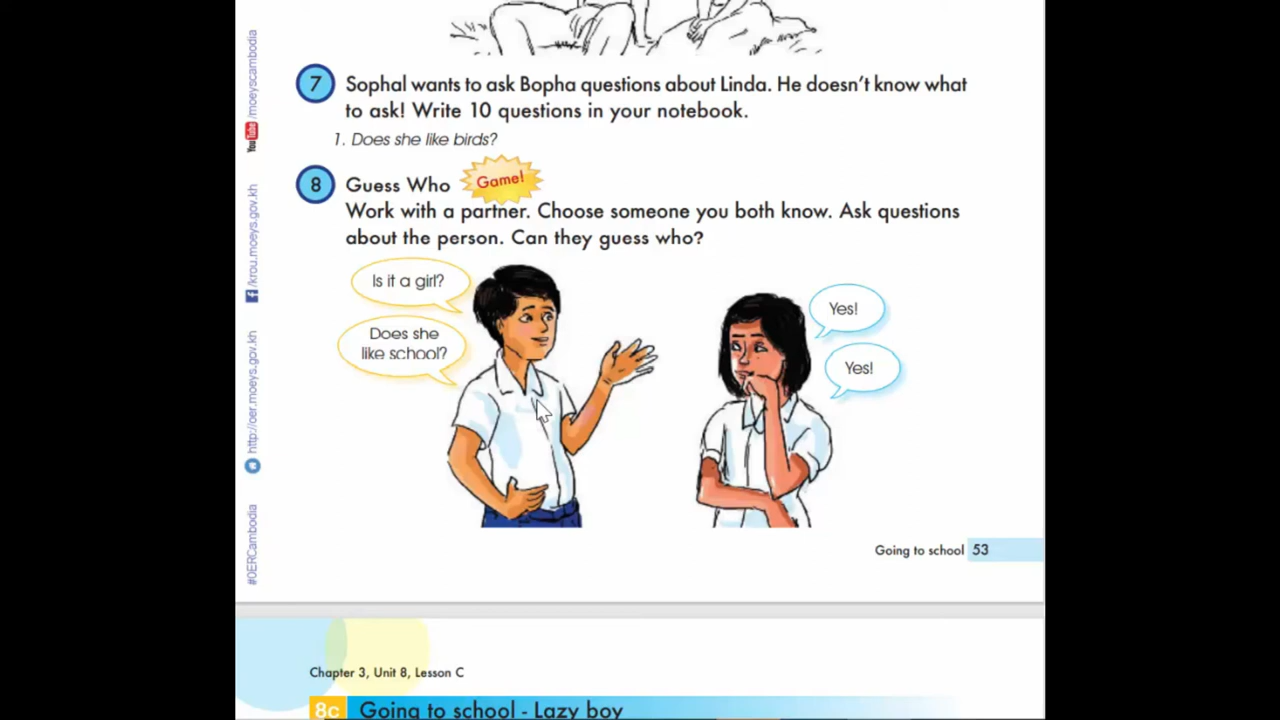 7 Sophal wants to ask Bopha questions about Linda. He doesn't know what
to ask! Write 10 questions in your notebook.
1. Does she like birds?
8 Guess Who Game!
Work with a partner. Choose someone you both know. Ask questions
about the person. Can they guess who?
Is it a girl?
Does she
like school?
Yes!
Yes!
Going to school 53
YouTube /moeyscambodia
f /krou.moeys.gov.kh
http://oer.moeys.gov.kh
#OERCambodia
Chapter 3, Unit 8, Lesson C
8c Going to school - Lazy boy